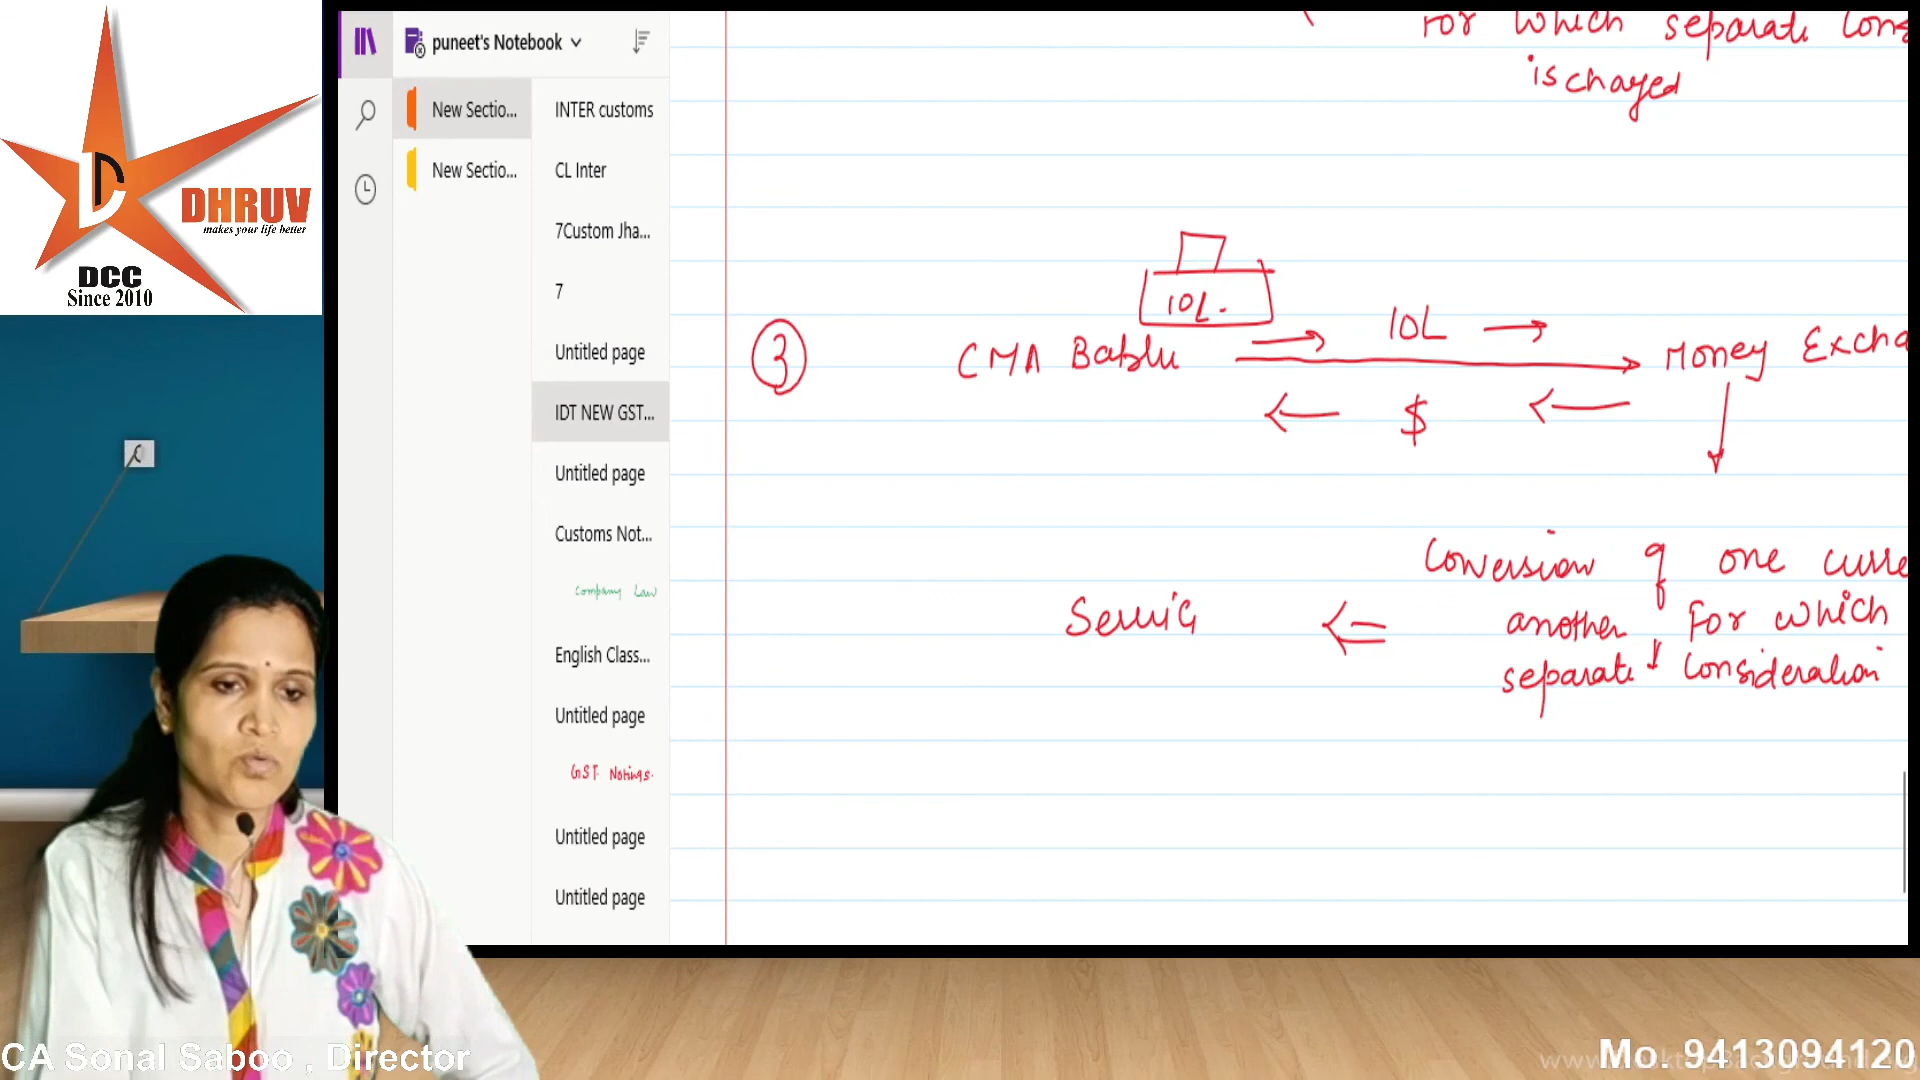 DHRUV
makes your life better
DCC
Since 2010
puneet's Notebook
New Sectio...
New Sectio...
INTER customs
CL Inter
7Custom Jha...
7
Untitled page
IDT NEW GST...
Untitled page
Customs Not...
Company Law
English Class...
Untitled page
GST Notings.
Untitled page
Untitled page
For which separate Cons
is charged
10L.
3
CMA Bablu
10L
Money Excha
$
Conversion of one curre
another For which
separate consideration
Service
CA Sonal Saboo , Director
Mo. 9413094120